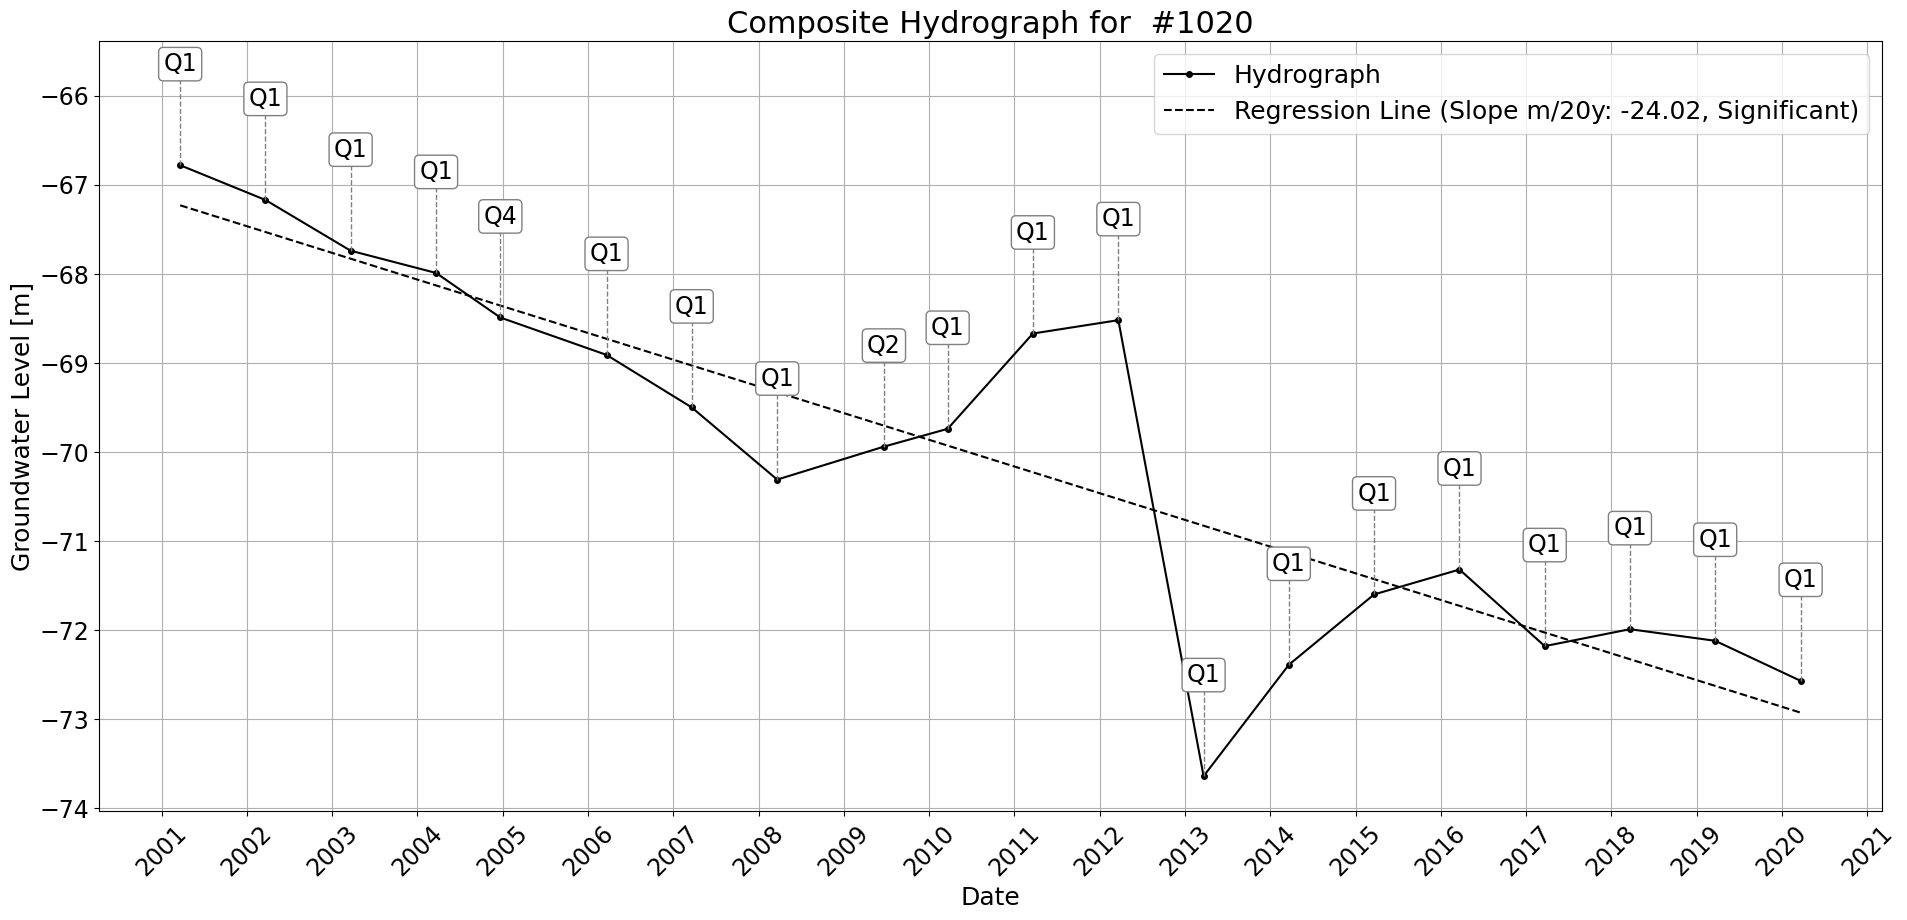 Composite Hydrograph for  #1020
Hydrograph
Regression Line (Slope m/20y: -24.02, Significant)
Groundwater Level [m]
−66
−67
−68
−69
−70
−71
−72
−73
−74
Q1
Q1
Q1
Q1
Q4
Q1
Q1
Q1
Q2
Q1
Q1
Q1
Q1
Q1
Q1
Q1
Q1
Q1
Q1
Q1
2001
2002
2003
2004
2005
2006
2007
2008
2009
2010
2011
2012
2013
2014
2015
2016
2017
2018
2019
2020
2021
Date